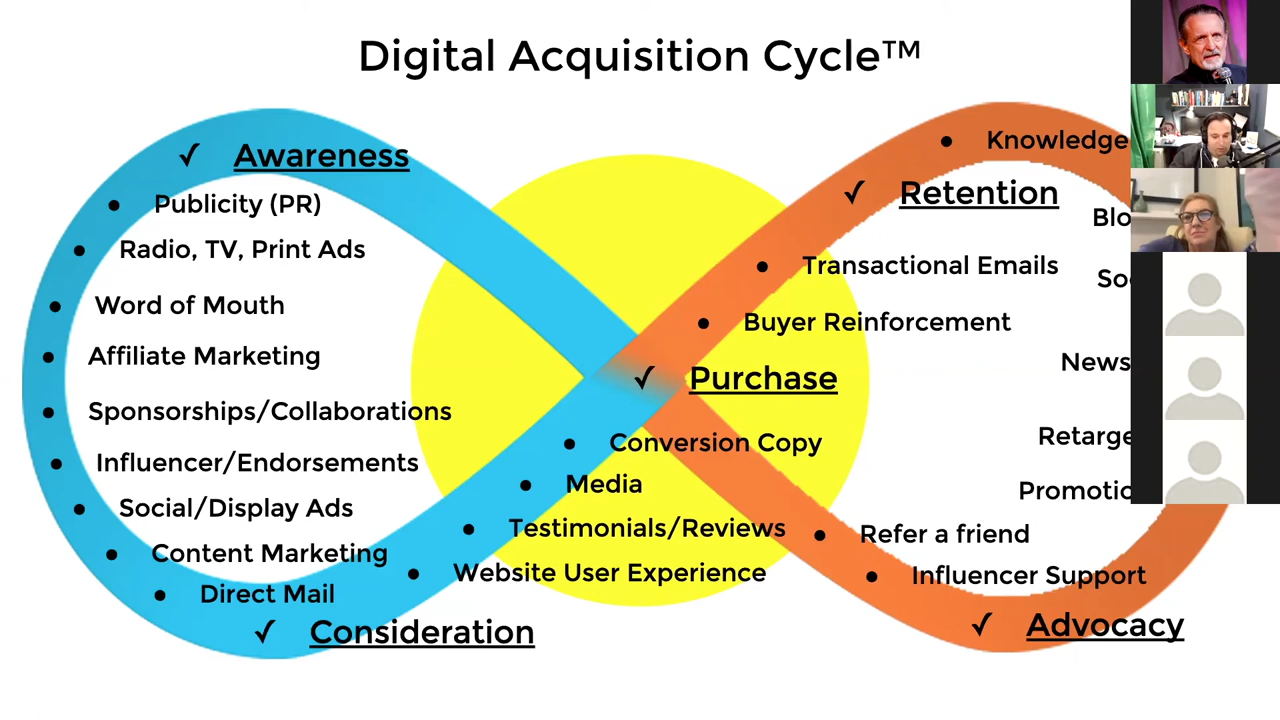 Digital Acquisition Cycle™
✓ Awareness
• Publicity (PR)
• Radio, TV, Print Ads
• Word of Mouth
• Affiliate Marketing
• Sponsorships/Collaborations
• Influencer/Endorsements
• Social/Display Ads
• Content Marketing
• Direct Mail
✓ Consideration
• Website User Experience
• Testimonials/Reviews
• Media
• Conversion Copy
✓ Purchase
• Buyer Reinforcement
• Transactional Emails
✓ Retention
• Knowledge
• Refer a friend
• Influencer Support
✓ Advocacy